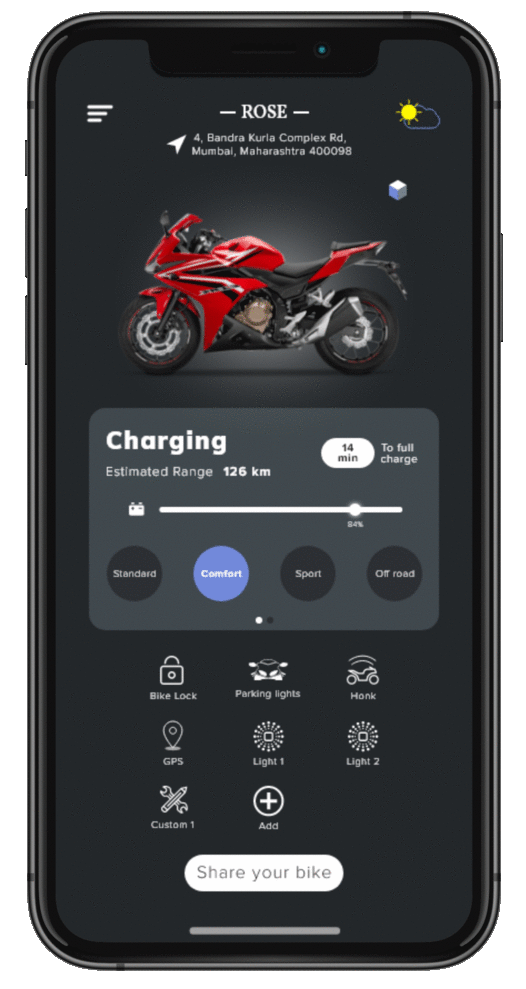 — ROSE —
4, Bandra Kurla Complex Rd,
Mumbai, Maharashtra 400098
Charging
14
min
To full
charge
Estimated Range 126 km
84%
Standard
Comfort
Sport
Off road
Bike Lock
Parking lights
Honk
GPS
Light 1
Light 2
Custom 1
Add
Share your bike